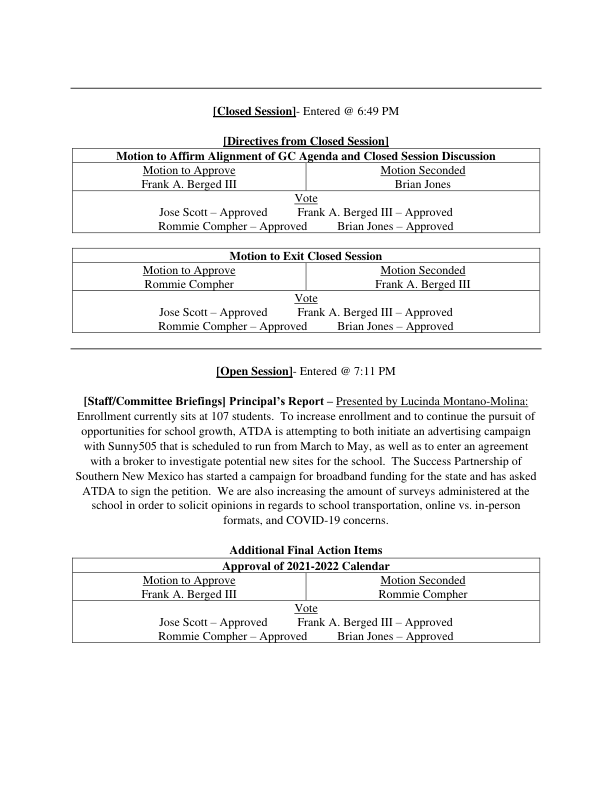 [Closed Session]- Entered @ 6:49 PM
[Directives from Closed Session]
Motion to Affirm Alignment of GC Agenda and Closed Session Discussion
Motion to Approve Motion Seconded
Frank A. Berged III Brian Jones
Vote
Jose Scott – Approved Frank A. Berged III – Approved
Rommie Compher – Approved Brian Jones – Approved
Motion to Exit Closed Session
Motion to Approve Motion Seconded
Rommie Compher Frank A. Berged III
Vote
Jose Scott – Approved Frank A. Berged III – Approved
Rommie Compher – Approved Brian Jones – Approved
[Open Session]- Entered @ 7:11 PM
[Staff/Committee Briefings] Principal’s Report – Presented by Lucinda Montano-Molina:
Enrollment currently sits at 107 students. To increase enrollment and to continue the pursuit of
opportunities for school growth, ATDA is attempting to both initiate an advertising campaign
with Sunny505 that is scheduled to run from March to May, as well as to enter an agreement
with a broker to investigate potential new sites for the school. The Success Partnership of
Southern New Mexico has started a campaign for broadband funding for the state and has asked
ATDA to sign the petition. We are also increasing the amount of surveys administered at the
school in order to solicit opinions in regards to school transportation, online vs. in-person
formats, and COVID-19 concerns.
Additional Final Action Items
Approval of 2021-2022 Calendar
Motion to Approve Motion Seconded
Frank A. Berged III Rommie Compher
Vote
Jose Scott – Approved Frank A. Berged III – Approved
Rommie Compher – Approved Brian Jones – Approved